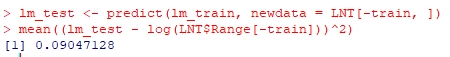 > lm_test <- predict(lm_train, newdata = LNT[-train, ])
> mean((lm_test - log(LNT$Range[-train]))^2)
[1] 0.09047128